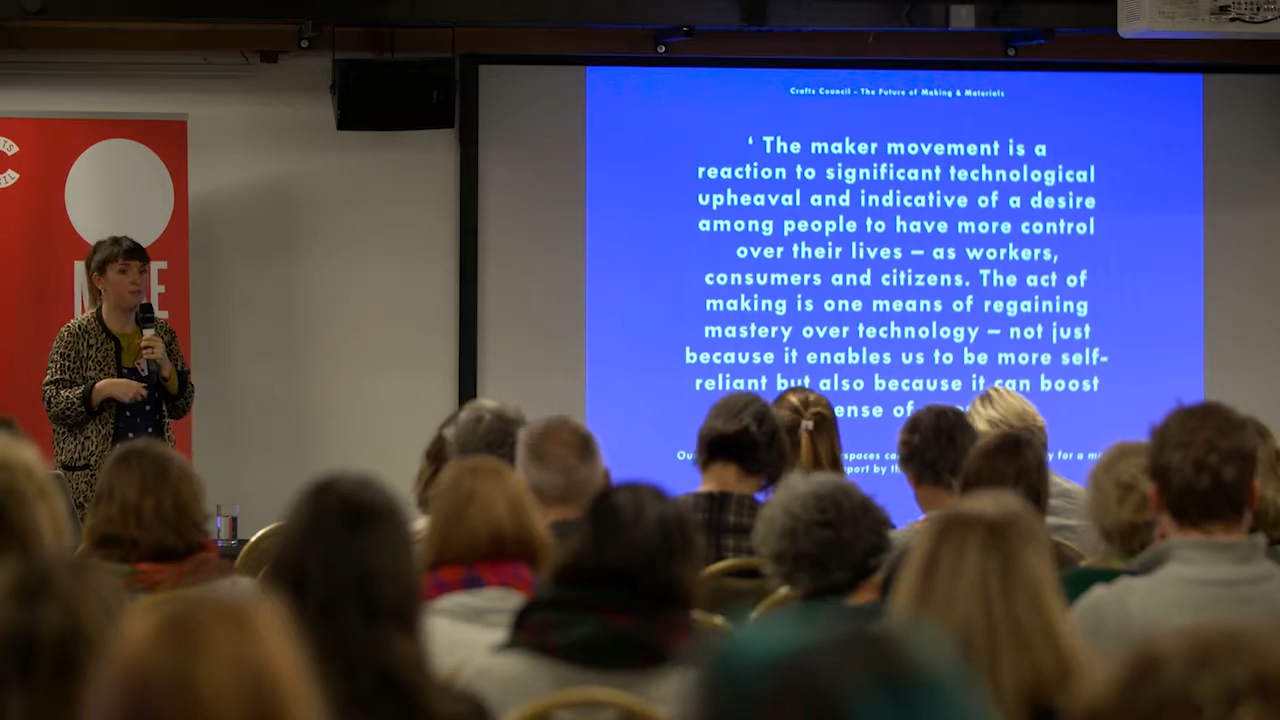 Crafts Council – The Future of Making & Materials
‘ The maker movement is a
reaction to significant technological
upheaval and indicative of a desire
among people to have more control
over their lives – as workers,
consumers and citizens. The act of
making is one means of regaining
mastery over technology – not just
because it enables us to be more self-
reliant but also because it can boost
of
for a
by